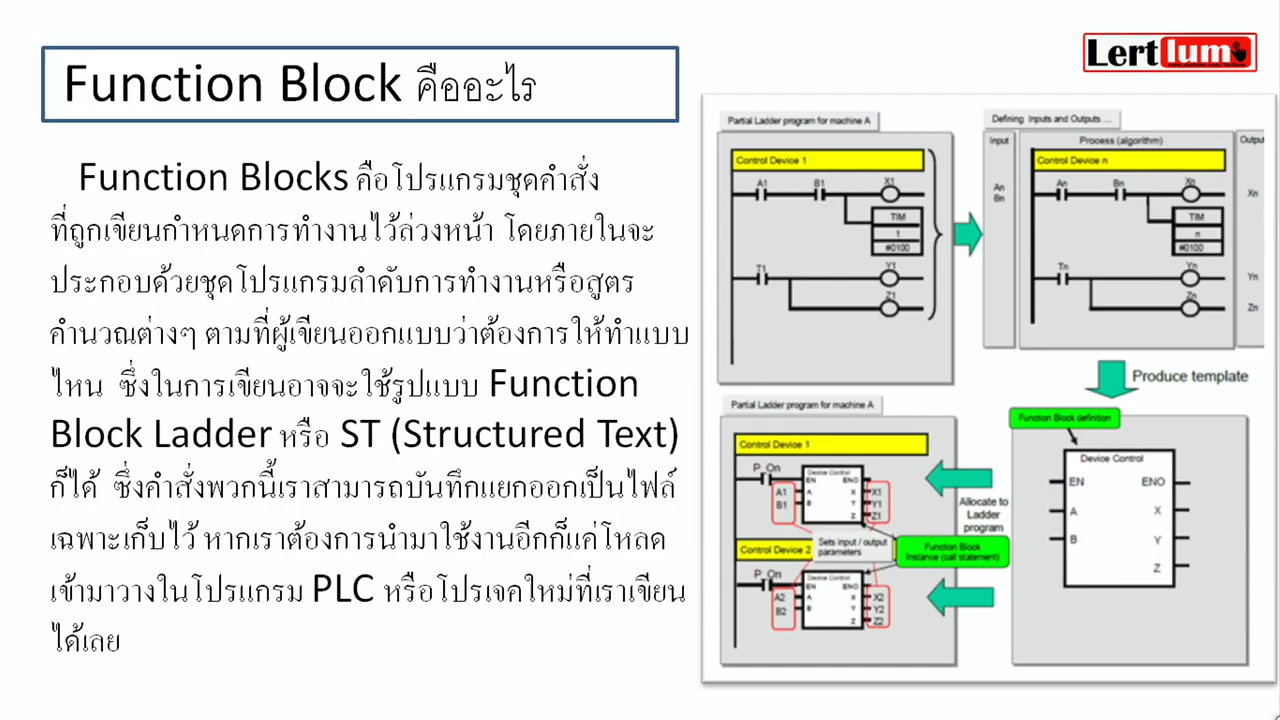 Function Block คืออะไร
Lertlum
Function Blocks คือโปรแกรมชุดคำสั่ง
ที่ถูกเขียนกำหนดการทำงานไว้ล่วงหน้า โดยภายในจะ
ประกอบด้วยชุดโปรแกรมลำดับการทำงานหรือสูตร
คำนวณต่างๆ ตามที่ผู้เขียนออกแบบว่าต้องการให้ทำแบบ
ไหน ซึ่งในการเขียนอาจจะใช้รูปแบบ Function
Block Ladder หรือ ST (Structured Text)
ก็ได้ ซึ่งคำสั่งพวกนี้เราสามารถบันทึกแยกออกเป็นไฟล์
เฉพาะเก็บไว้ หากเราต้องการนำมาใช้งานอีกก็แค่โหลด
เข้ามาวางในโปรแกรม PLC หรือโปรเจคใหม่ที่เราเขียน
ได้เลย
Partial Ladder program for machine A
Control Device 1
A1 B1 X1
TIM
1
#0100
T1 Y1
Z1
Defining Inputs and Outputs ...
Input Process (algorithm) Output
Control Device n
An
Bn
An Bn Xn
TIM
n
#0100
Tn Yn
Zn
Xn
Yn
Zn
Produce template
Function Block definition
Device Control
EN ENO
A X
B Y
Z
Allocate to
Ladder
program
Partial Ladder program for machine A
Control Device 1
P_On
Device Control
EN ENO
A1 A X X1
B1 B Y Y1
Z Z1
Sets input / output
parameters
Function Block
Instance (call statement)
Control Device 2
P_On
Device Control
EN ENO
A2 A X X2
B2 B Y Y2
Z Z2